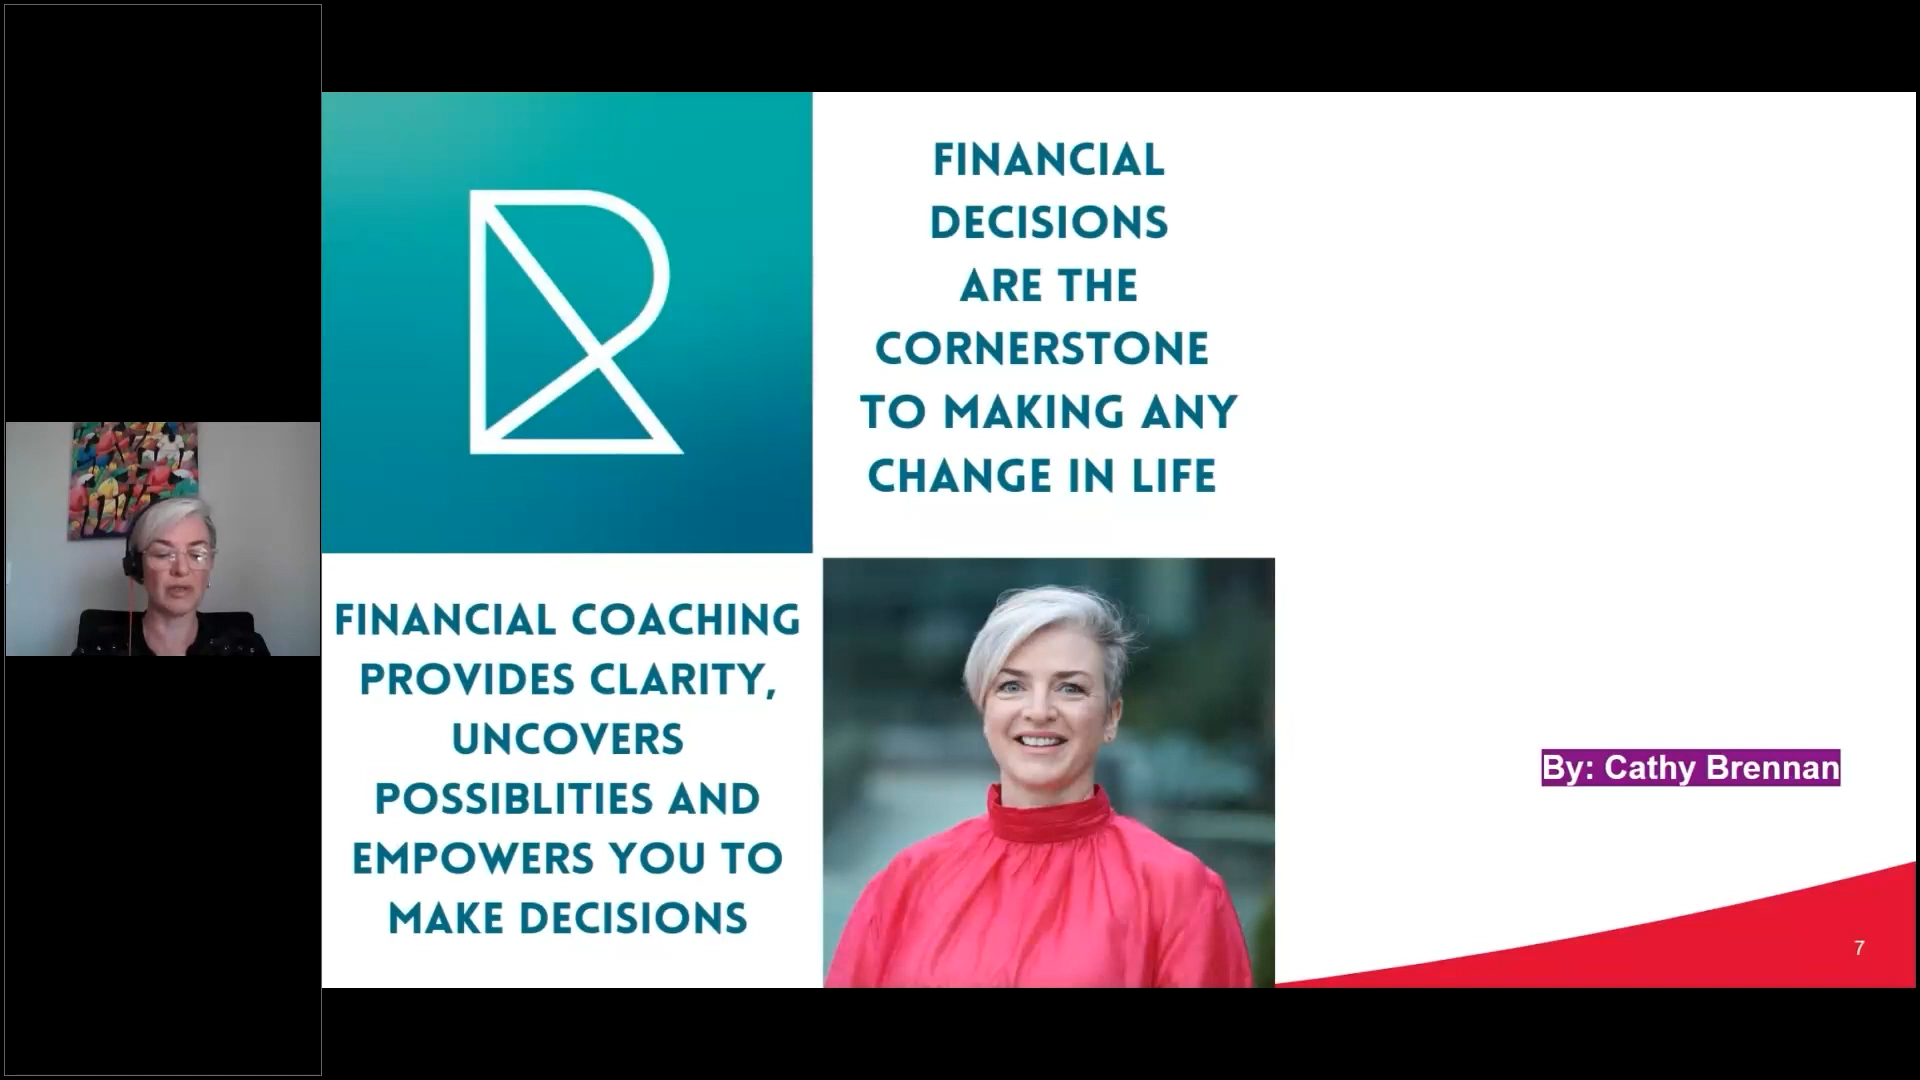 FINANCIAL
DECISIONS
ARE THE
CORNERSTONE
TO MAKING ANY
CHANGE IN LIFE
FINANCIAL COACHING
PROVIDES CLARITY,
UNCOVERS
POSSIBLITIES AND
EMPOWERS YOU TO
MAKE DECISIONS
By: Cathy Brennan
7